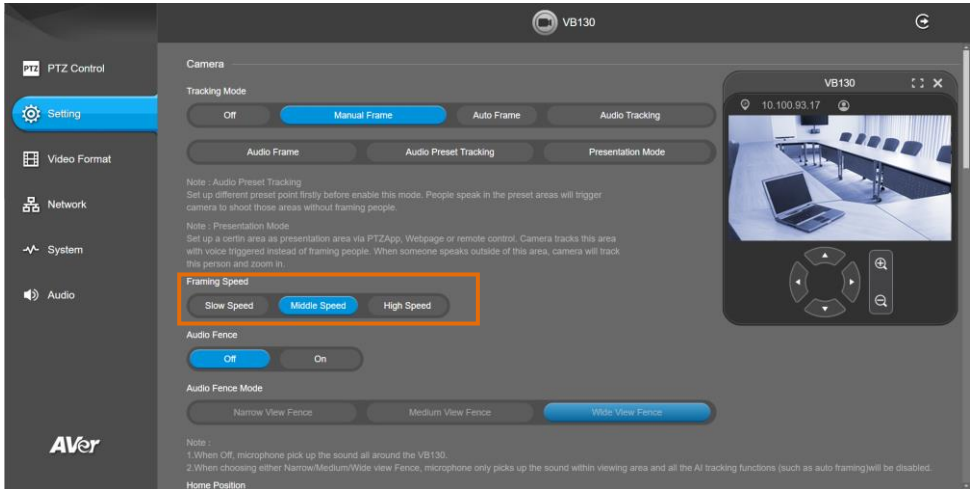 VB130
PTZ PTZ Control
Setting
Video Format
Network
System
Audio
AVer
Camera
Tracking Mode
Off Manual Frame Auto Frame Audio Tracking
Audio Frame Audio Preset Tracking Presentation Mode
Note : Audio Preset Tracking
Set up different preset point firstly before enable this mode. People speak in the preset areas will trigger
camera to shoot those areas without framing people.
Note : Presentation Mode
Set up a certin area as presentation area via PTZApp, Webpage or remote control. Camera tracks this area
with voice triggered instead of framing people. When someone speaks outside of this area, camera will track
this person and zoom in.
Framing Speed
Slow Speed Middle Speed High Speed
Audio Fence
Off On
Audio Fence Mode
Narrow View Fence Medium View Fence Wide View Fence
Note :
1.When Off, microphone pick up the sound all around the VB130.
2.When choosing either Narrow/Medium/Wide view Fence, microphone only picks up the sound within viewing area and all the AI tracking functions (such as auto framing)will be disabled.
Home Position
VB130
10.100.93.17